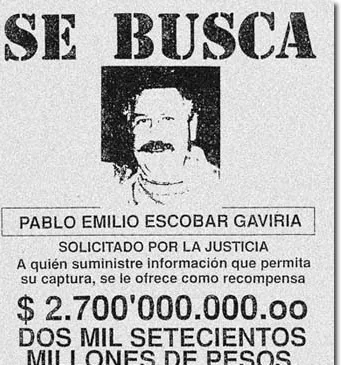 SE BUSCA
PABLO EMILIO ESCOBAR GAVIRIA
SOLICITADO POR LA JUSTICIA
A quién suministre información que permita
su captura, se le ofrece como recompensa
$ 2.700'000.000.oo
DOS MIL SETECIENTOS
MILLONES DE PESOS